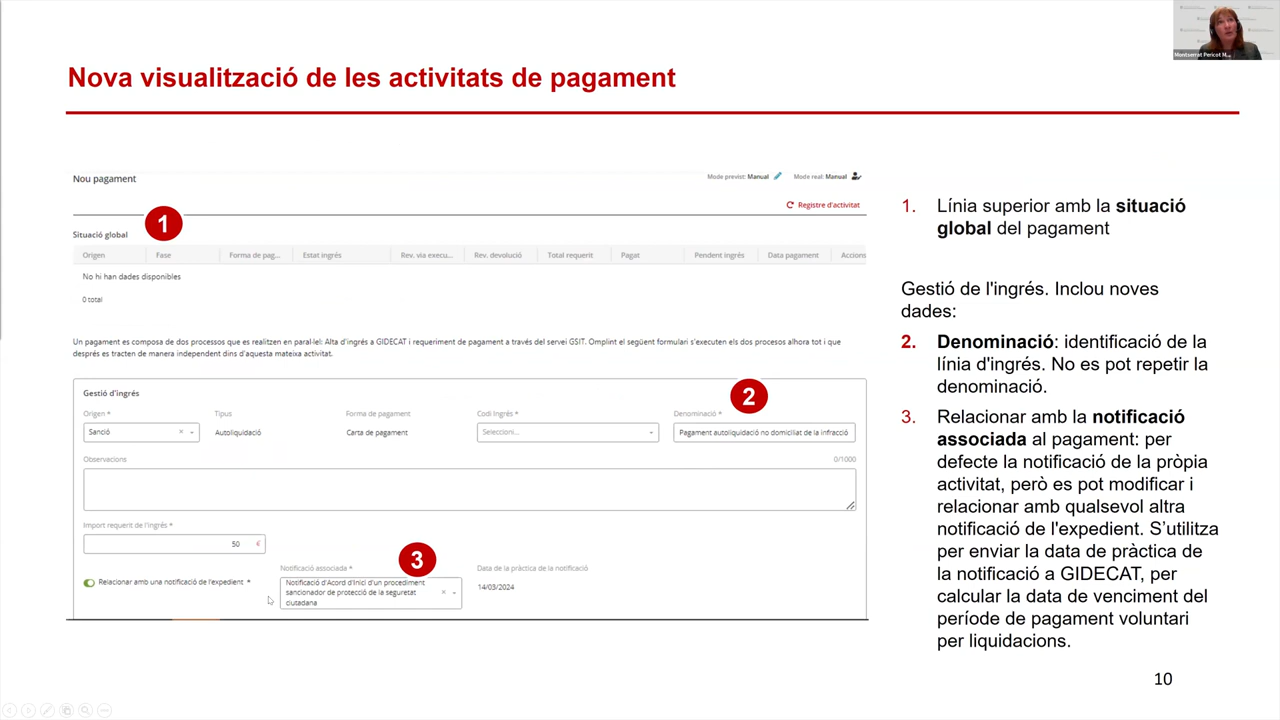 Montserrat Pericot M...
Nova visualització de les activitats de pagament
Nou pagament
Mode previst: Manual
Mode real: Manual
Registre d'activitat
1
Situació global
Origen
Fase
Forma de pag...
Estat ingrés
Rev. via execu...
Rev. devolució
Total requerit
Pagat
Pendent ingrés
Data pagament
Accions
No hi han dades disponibles
0 total
Un pagament es composa de dos processos que es realitzen en paral·lel: Alta d'ingrés a GIDECAT i requeriment de pagament a través del servei GSIT. Omplint el següent formulari s'executen els dos procesos alhora tot i que
després es tracten de manera independent dins d'aquesta mateixa activitat.
Gestió d'ingrés
2
Origen *
Tipus
Forma de pagament
Codi Ingrés *
Denominació *
Sanció
Autoliquidació
Carta de pagament
Seleccioni...
Pagament autoliquidació no domiciliat de la infracció
Observacions
0/1000
Import requerit de l'ingrés *
50 €
3
Relacionar amb una notificació de l'expedient *
Notificació associada *
Notificació d'Acord d'Inici d'un procediment
sancionador de protecció de la seguretat
ciutadana
Data de la pràctica de la notificació
14/03/2024
1. Línia superior amb la situació
global del pagament
Gestió de l'ingrés. Inclou noves
dades:
2. Denominació: identificació de la
línia d'ingrés. No es pot repetir la
denominació.
3. Relacionar amb la notificació
associada al pagament: per
defecte la notificació de la pròpia
activitat, però es pot modificar i
relacionar amb qualsevol altra
notificació de l'expedient. S'utilitza
per enviar la data de pràctica de
la notificació a GIDECAT, per
calcular la data de venciment del
període de pagament voluntari
per liquidacions.
10